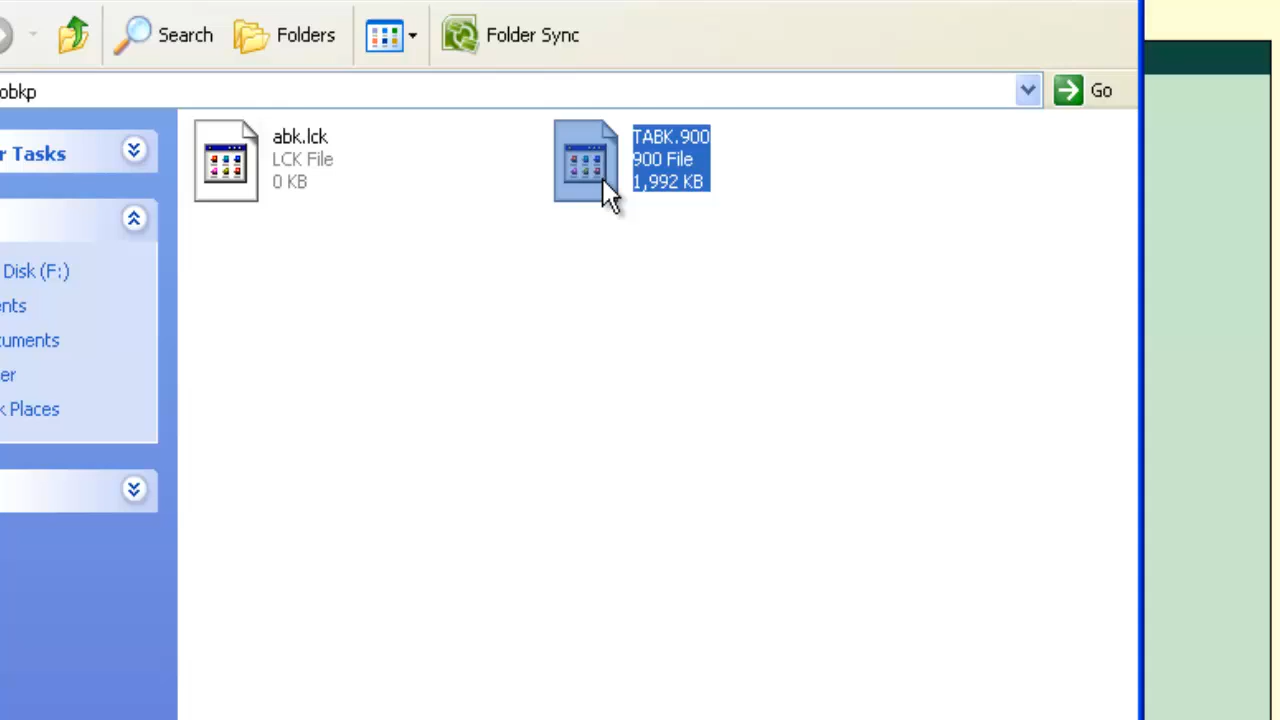 Search
Folders
Folder Sync
obkp
Go
r Tasks
Disk (F:)
ents
cuments
er
k Places
abk.lck
LCK File
0 KB
TABK.900
900 File
1,992 KB